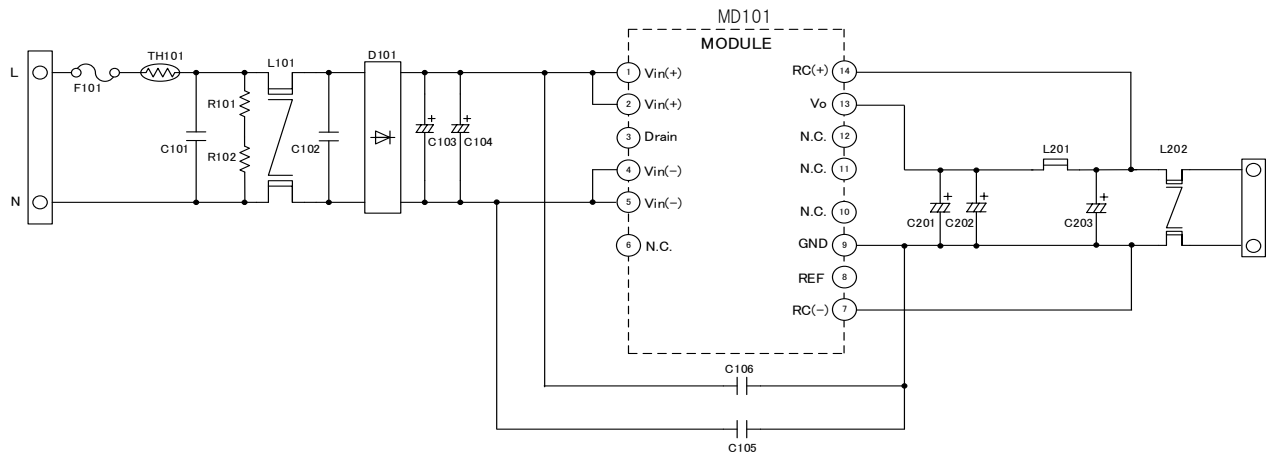 MD101
MODULE
L
F101
TH101
C101
R101
R102
L101
C102
D101
+
C103
+
C104
N
1 Vin(+)
2 Vin(+)
3 Drain
4 Vin(-)
5 Vin(-)
6 N.C.
RC(+) 14
Vo 13
N.C. 12
N.C. 11
N.C. 10
GND 9
REF 8
RC(-) 7
+
C201
+
C202
L201
+
C203
L202
C106
C105